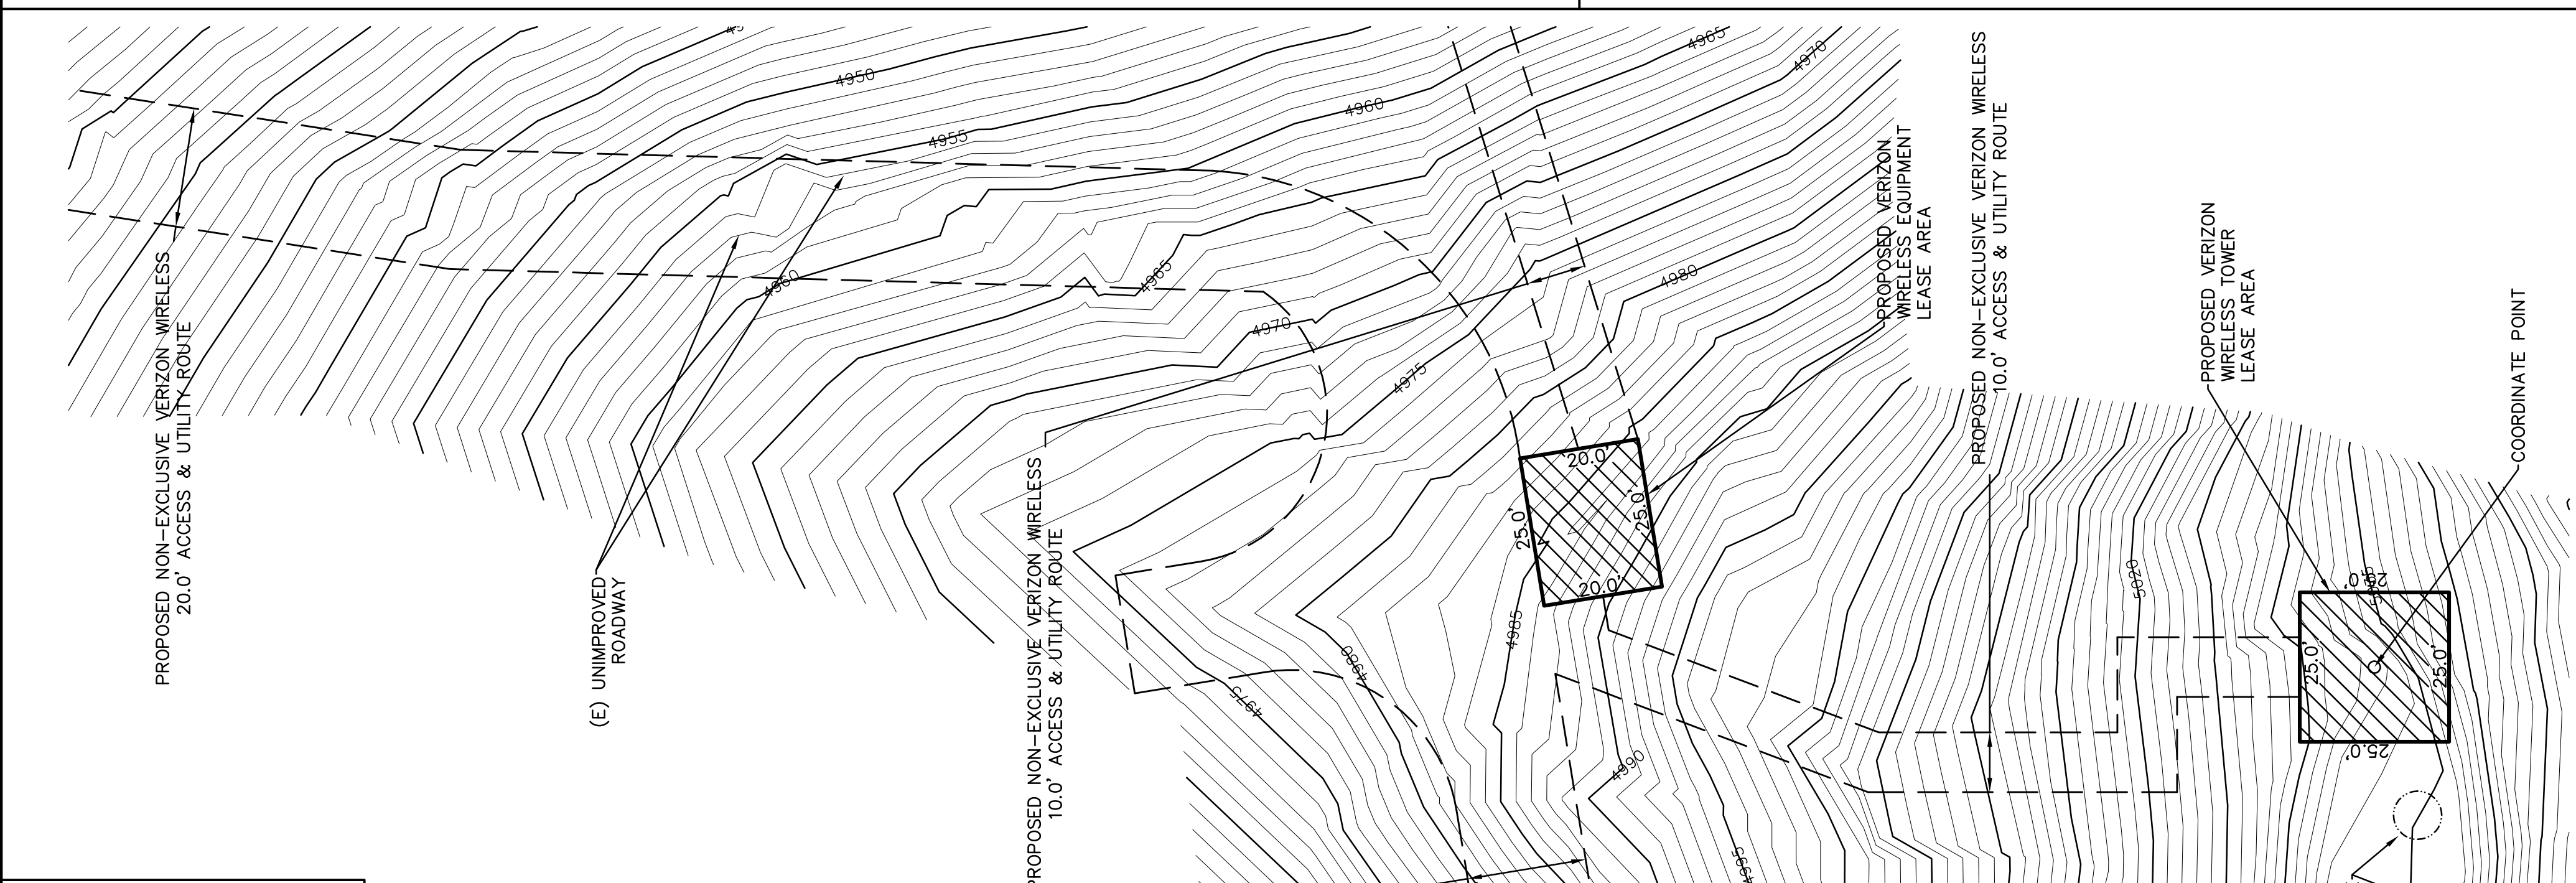 PROPOSED NON-EXCLUSIVE VERIZON WIRELESS
20.0' ACCESS & UTILITY ROUTE
(E) UNIMPROVED
ROADWAY
PROPOSED NON-EXCLUSIVE VERIZON WIRELESS
10.0' ACCESS & UTILITY ROUTE
PROPOSED VERIZON
WIRELESS EQUIPMENT
LEASE AREA
PROPOSED NON-EXCLUSIVE VERIZON WIRELESS
10.0' ACCESS & UTILITY ROUTE
PROPOSED VERIZON
WIRELESS TOWER
LEASE AREA
COORDINATE POINT
4950
4955
4960
4965
4970
4960
4965
4970
4975
4980
4975
4980
4985
4990
4995
5020
20.0'
25.0'
25.0'
20.0'
25.0'
25.0'
25.0'
25.0'